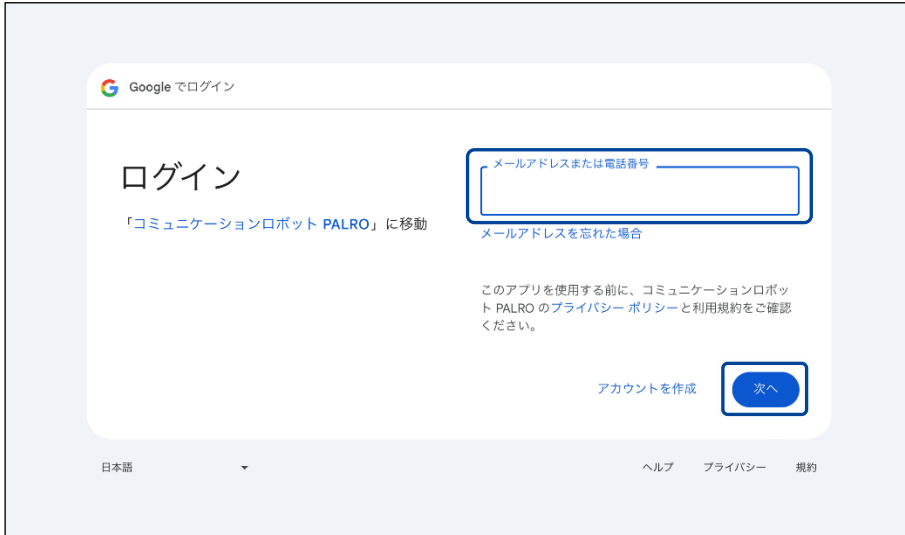 Google でログイン
ログイン
「コミュニケーションロボット PALRO」に移動
メールアドレスまたは電話番号
メールアドレスを忘れた場合
このアプリを使用する前に、コミュニケーションロボッ
ト PALRO のプライバシー ポリシーと利用規約をご確認
ください。
アカウントを作成
次へ
日本語
ヘルプ プライバシー 規約